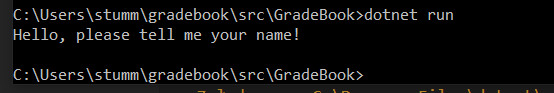 C:\Users\stumm\gradebook\src\GradeBook>dotnet run
Hello, please tell me your name!
C:\Users\stumm\gradebook\src\GradeBook>